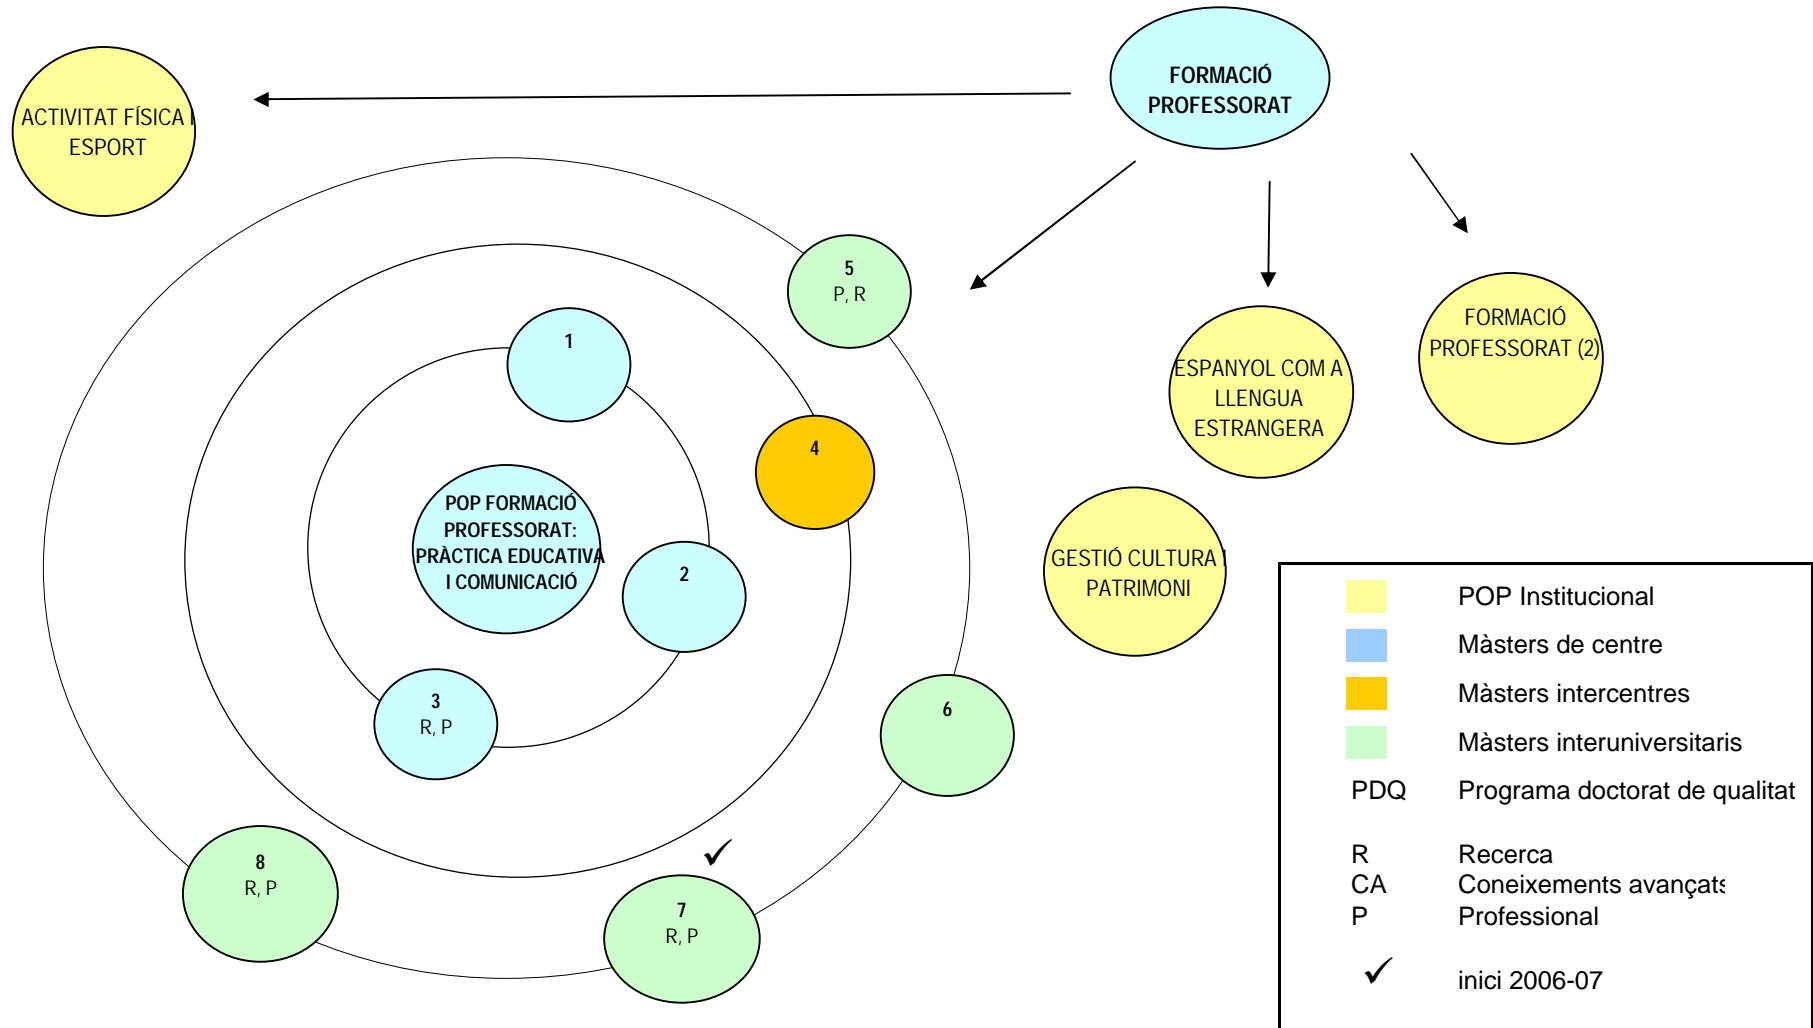 FORMACIÓ
PROFESSORAT
ACTIVITAT FÍSICA I
ESPORT
5
P, R
FORMACIÓ
PROFESSORAT (2)
1
ESPANYOL COM A
LLENGUA
ESTRANGERA
4
POP FORMACIÓ
PROFESSORAT:
PRÀCTICA EDUCATIVA
I COMUNICACIÓ
2
GESTIÓ CULTURA I
PATRIMONI
3
R, P
6
8
R, P
✓
7
R, P
POP Institucional
Màsters de centre
Màsters intercentres
Màsters interuniversitaris
PDQ Programa doctorat de qualitat
R Recerca
CA Coneixements avançats
P Professional
✓ inici 2006-07